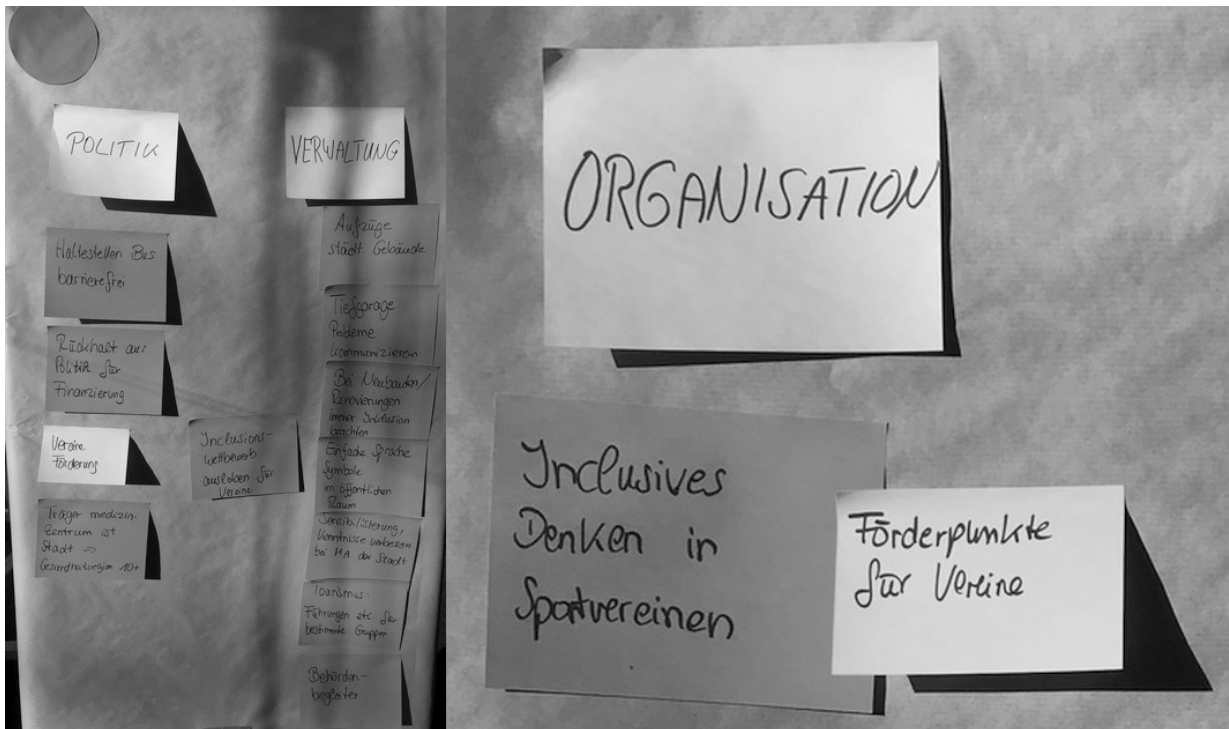 POLITIK
Haltestellen Bus
barrierefrei
Rückhalt aus
Politik für
Finanzierung
Vereine
Förderung
Träger medizin-
zentrum ist
Stadt =>
Gesundheitsregion 10+
Inclusions-
wettbewerb
ausloben für
Vereine
VERWALTUNG
Aufzüge
städt. Gebäude
Tiefgarage
Probleme
kommunizieren
Bei Neubauten/
Renovierungen
immer Inklusion
beachten
Einfache Sprache
Symbole
im öffentlichen
Raum
Sensibilisierung,
Kenntnisse verbessern
bei MA der Stadt
Tourismus-
Führungen etc. für
bestimmte Gruppen
Behörden-
begleiter
ORGANISATION
Inclusives
Denken in
Sportvereinen
Förderpunkte
für Vereine